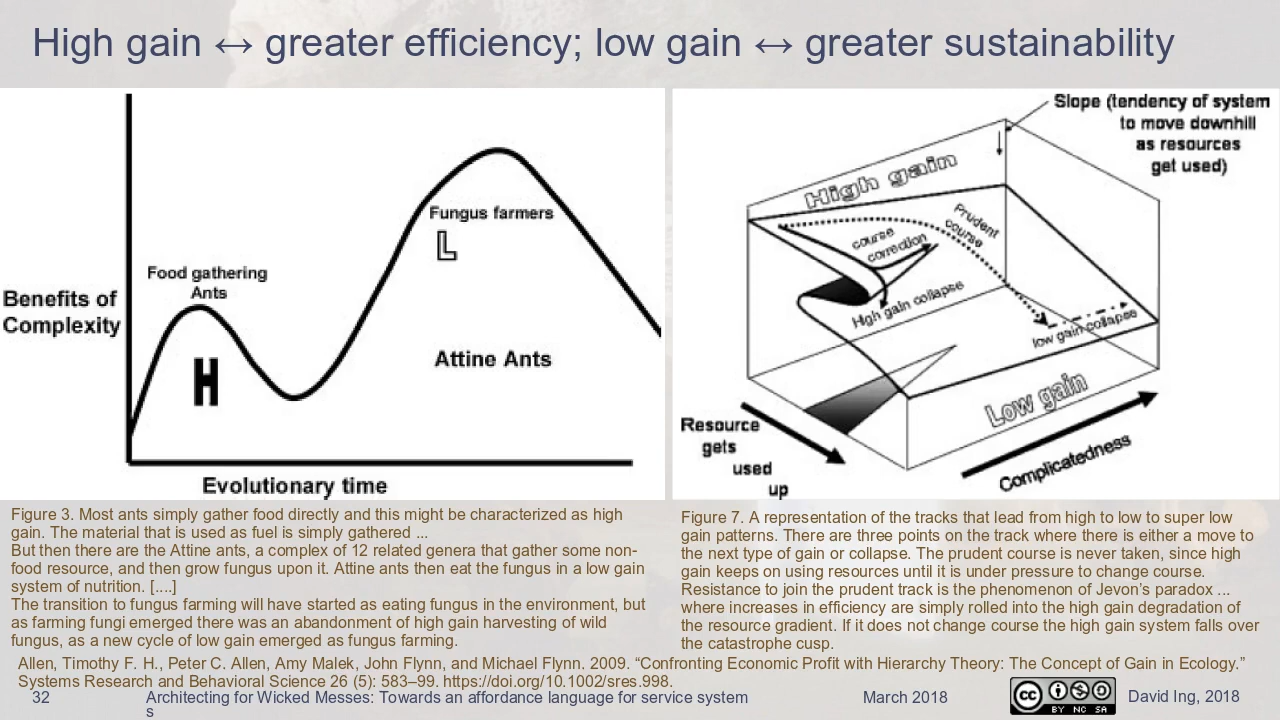 High gain ↔ greater efficiency; low gain ↔ greater sustainability
Benefits of
Complexity
Food gathering
Ants
H
Fungus farmers
L
Attine Ants
Evolutionary time
Slope (tendency of system
to move downhill
as resources
get used)
High gain
Prudent
course
course
correction
High gain collapse
low gain collapse
Low gain
Resource
gets
used
up
Complicatedness
Figure 3. Most ants simply gather food directly and this might be characterized as high
gain. The material that is used as fuel is simply gathered ...
But then there are the Attine ants, a complex of 12 related genera that gather some non-
food resource, and then grow fungus upon it. Attine ants then eat the fungus in a low gain
system of nutrition. [....]
The transition to fungus farming will have started as eating fungus in the environment, but
as farming fungi emerged there was an abandonment of high gain harvesting of wild
fungus, as a new cycle of low gain emerged as fungus farming.
Figure 7. A representation of the tracks that lead from high to low to super low
gain patterns. There are three points on the track where there is either a move to
the next type of gain or collapse. The prudent course is never taken, since high
gain keeps on using resources until it is under pressure to change course.
Resistance to join the prudent track is the phenomenon of Jevon's paradox ...
where increases in efficiency are simply rolled into the high gain degradation of
the resource gradient. If it does not change course the high gain system falls over
the catastrophe cusp.
Allen, Timothy F. H., Peter C. Allen, Amy Malek, John Flynn, and Michael Flynn. 2009. “Confronting Economic Profit with Hierarchy Theory: The Concept of Gain in Ecology.”
Systems Research and Behavioral Science 26 (5): 583–99. https://doi.org/10.1002/sres.998.
32
Architecting for Wicked Messes: Towards an affordance language for service system
s
March 2018
cc
BY NC SA
David Ing, 2018